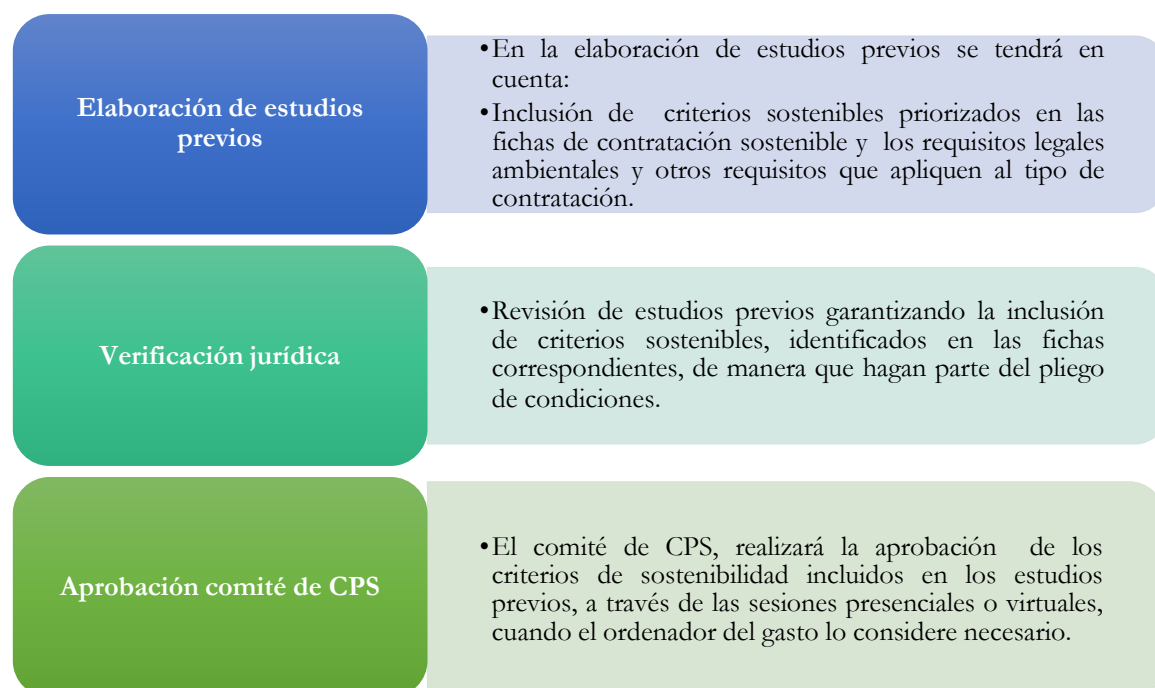 Elaboración de estudios
previos
•En la elaboración de estudios previos se tendrá en
cuenta:
•Inclusión de criterios sostenibles priorizados en las
fichas de contratación sostenible y los requisitos legales
ambientales y otros requisitos que apliquen al tipo de
contratación.
Verificación jurídica
•Revisión de estudios previos garantizando la inclusión
de criterios sostenibles, identificados en las fichas
correspondientes, de manera que hagan parte del pliego
de condiciones.
Aprobación comité de CPS
•El comité de CPS, realizará la aprobación de los
criterios de sostenibilidad incluidos en los estudios
previos, a través de las sesiones presenciales o virtuales,
cuando el ordenador del gasto lo considere necesario.